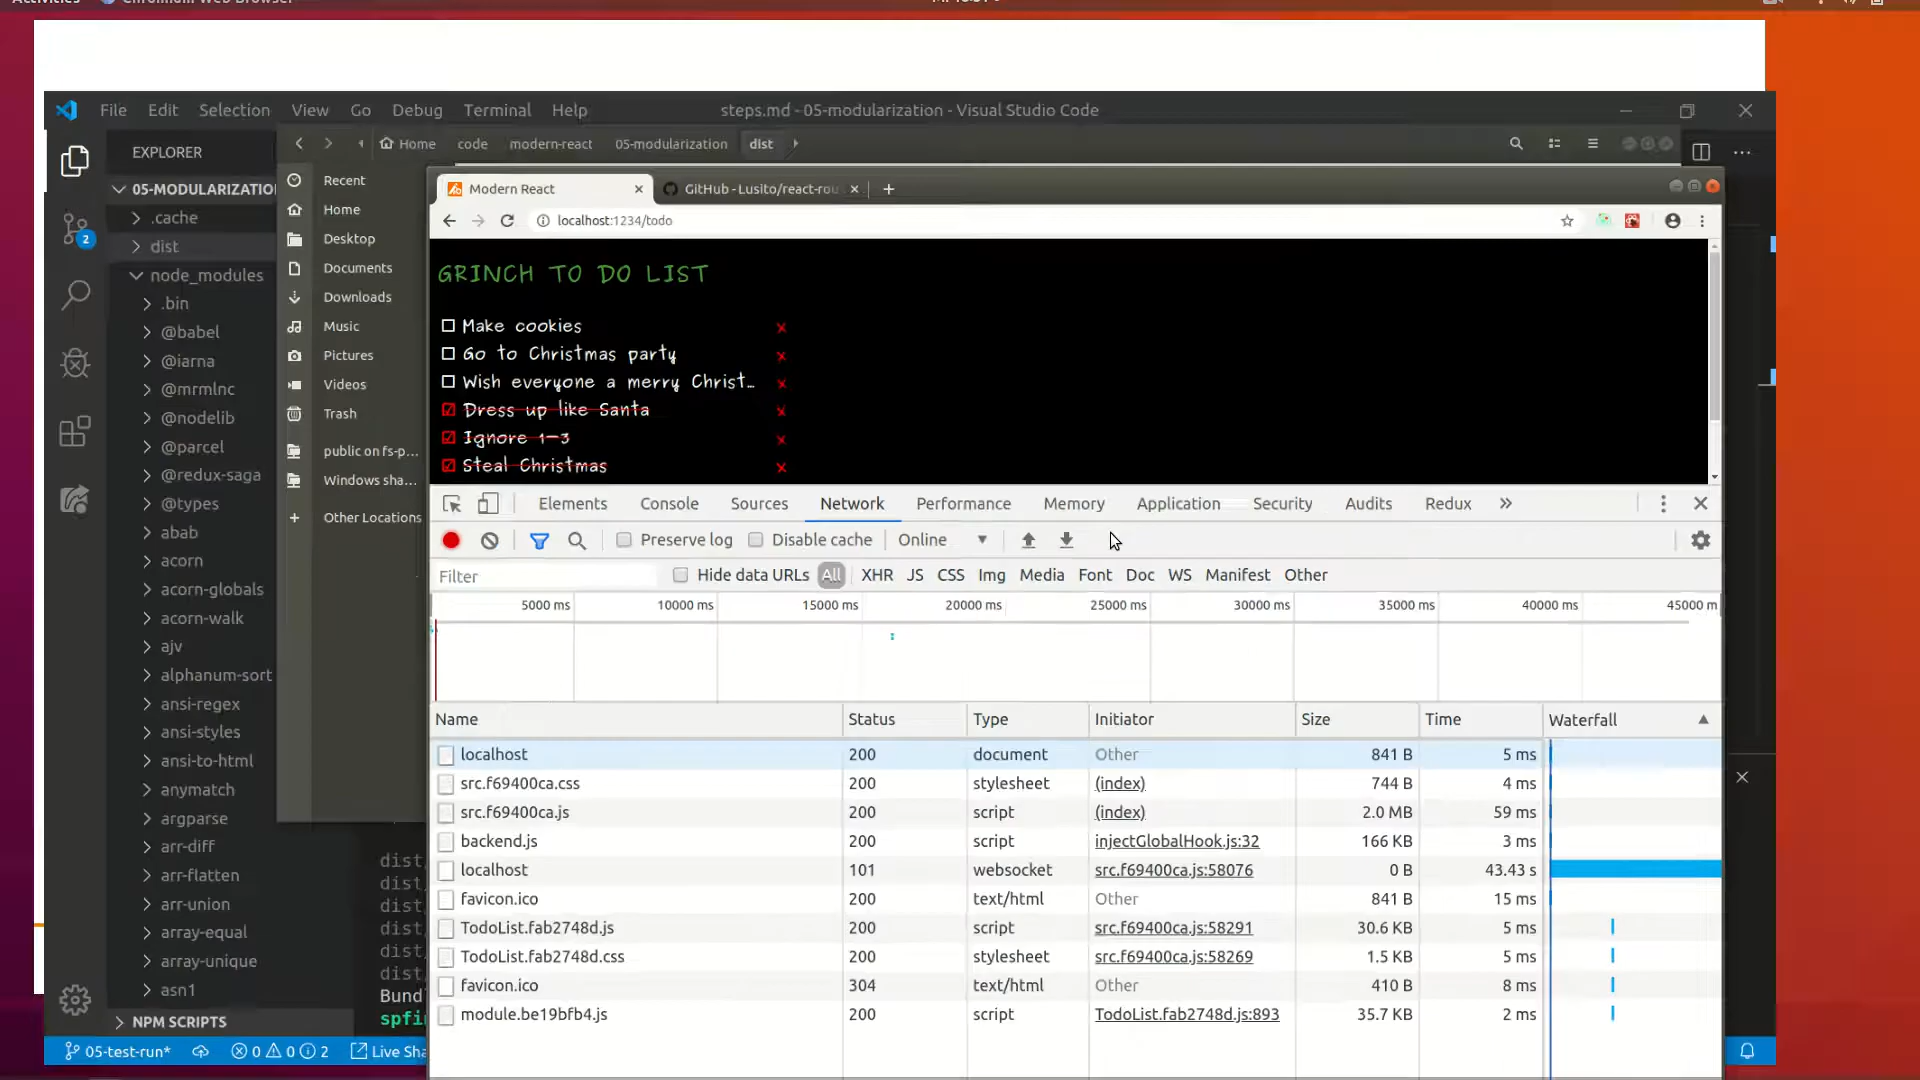 Activities Chromium Web Browser
File Edit Selection View Go Debug Terminal Help steps.md - 05-modularization - Visual Studio Code
EXPLORER
05-MODULARIZATIO
.cache
dist
node_modules
.bin
@babel
@iarna
@mrmlnc
@nodelib
@parcel
@redux-saga
@types
abab
acorn
acorn-globals
acorn-walk
ajv
alphanum-sort
ansi-regex
ansi-styles
ansi-to-html
anymatch
argparse
arr-diff
arr-flatten
arr-union
array-equal
array-unique
asn1
NPM SCRIPTS
2
05-test-run* 0 0 2 Live Sha
Home code modern-react 05-modularization dist
Recent
Home
Desktop
Documents
Downloads
Music
Pictures
Videos
Trash
public on fs-p...
Windows sha...
Other Locations
dist,
dist,
dist,
dist,
dist,
dist,
Bund
spfin
Modern React GitHub - Lusito/react-rou
localhost:1234/todo
GRINCH TO DO LIST
Make cookies x
Go to Christmas party x
Wish everyone a merry Christ... x
Dress up like Santa x
Ignore 1-3 x
Steal Christmas x
Elements Console Sources Network Performance Memory Application Security Audits Redux
Preserve log Disable cache Online
Filter Hide data URLs All XHR JS CSS Img Media Font Doc WS Manifest Other
5000 ms 10000 ms 15000 ms 20000 ms 25000 ms 30000 ms 35000 ms 40000 ms 45000 m
Name Status Type Initiator Size Time Waterfall
localhost 200 document Other 841 B 5 ms
src.f69400ca.css 200 stylesheet (index) 744 B 4 ms
src.f69400ca.js 200 script (index) 2.0 MB 59 ms
backend.js 200 script injectGlobalHook.js:32 166 KB 3 ms
localhost 101 websocket src.f69400ca.js:58076 0 B 43.43 s
favicon.ico 200 text/html Other 841 B 15 ms
TodoList.fab2748d.js 200 script src.f69400ca.js:58291 30.6 KB 5 ms
TodoList.fab2748d.css 200 stylesheet src.f69400ca.js:58269 1.5 KB 5 ms
favicon.ico 304 text/html Other 410 B 8 ms
module.be19bfb4.js 200 script TodoList.fab2748d.js:893 35.7 KB 2 ms